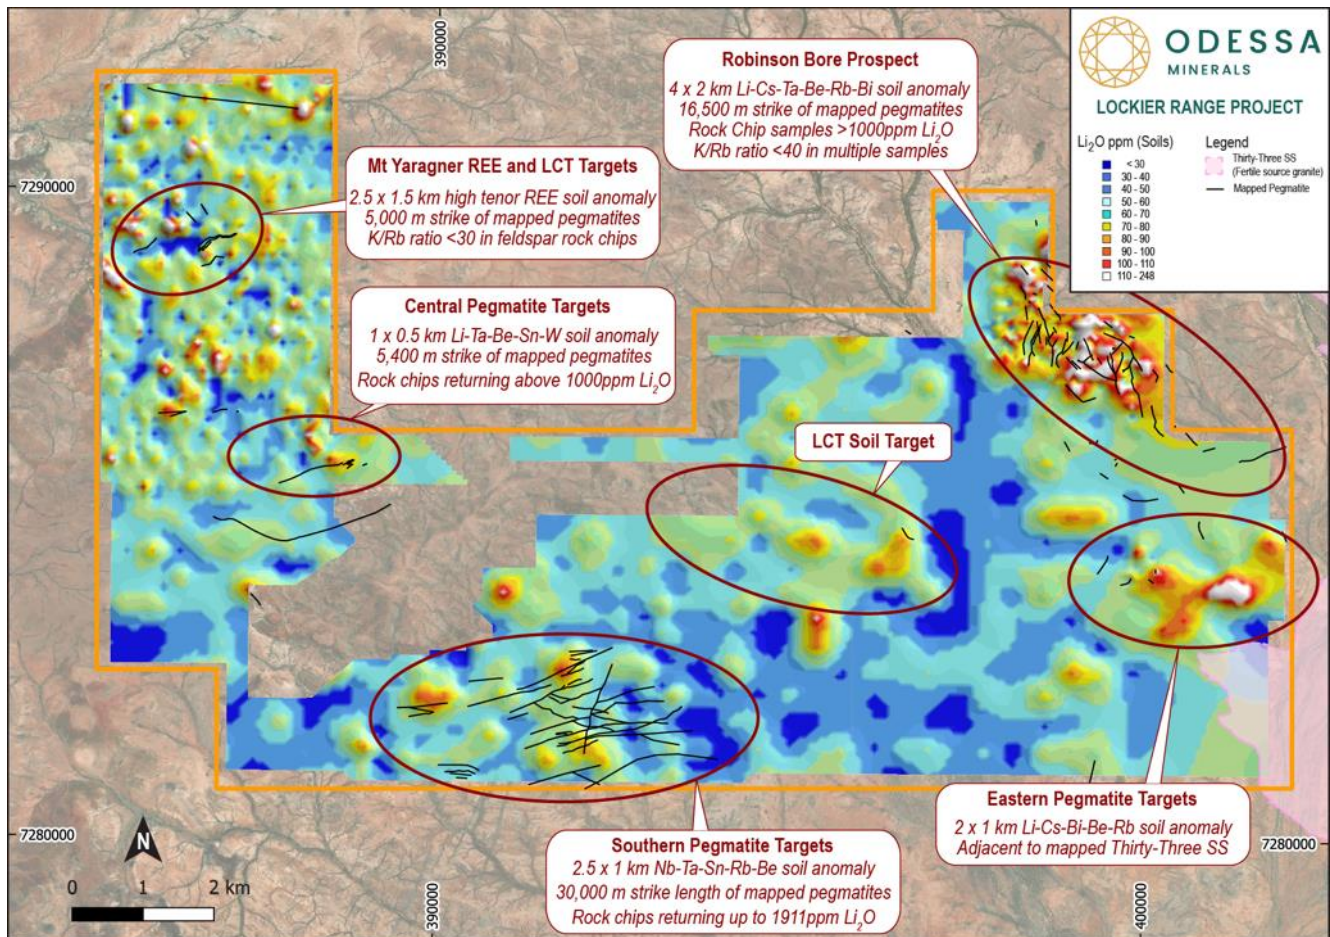 390000
ODESSA
MINERALS
LOCKIER RANGE PROJECT
Li2O ppm (Soils)
< 30
30 - 40
40 - 50
50 - 60
60 - 70
70 - 80
80 - 90
90 - 100
100 - 110
110 - 248
Legend
Thirty-Three SS
(Fertile source granite)
Mapped Pegmatite
Robinson Bore Prospect
4 x 2 km Li-Cs-Ta-Be-Rb-Bi soil anomaly
16,500 m strike of mapped pegmatites
Rock Chip samples >1000ppm Li2O
K/Rb ratio <40 in multiple samples
7290000
Mt Yaragner REE and LCT Targets
2.5 x 1.5 km high tenor REE soil anomaly
5,000 m strike of mapped pegmatites
K/Rb ratio <30 in feldspar rock chips
Central Pegmatite Targets
1 x 0.5 km Li-Ta-Be-Sn-W soil anomaly
5,400 m strike of mapped pegmatites
Rock chips returning above 1000ppm Li2O
LCT Soil Target
Eastern Pegmatite Targets
2 x 1 km Li-Cs-Bi-Be-Rb soil anomaly
Adjacent to mapped Thirty-Three SS
Southern Pegmatite Targets
2.5 x 1 km Nb-Ta-Sn-Rb-Be soil anomaly
30,000 m strike length of mapped pegmatites
Rock chips returning up to 1911ppm Li2O
7280000
7280000
N
0 1 2 km
390000
400000